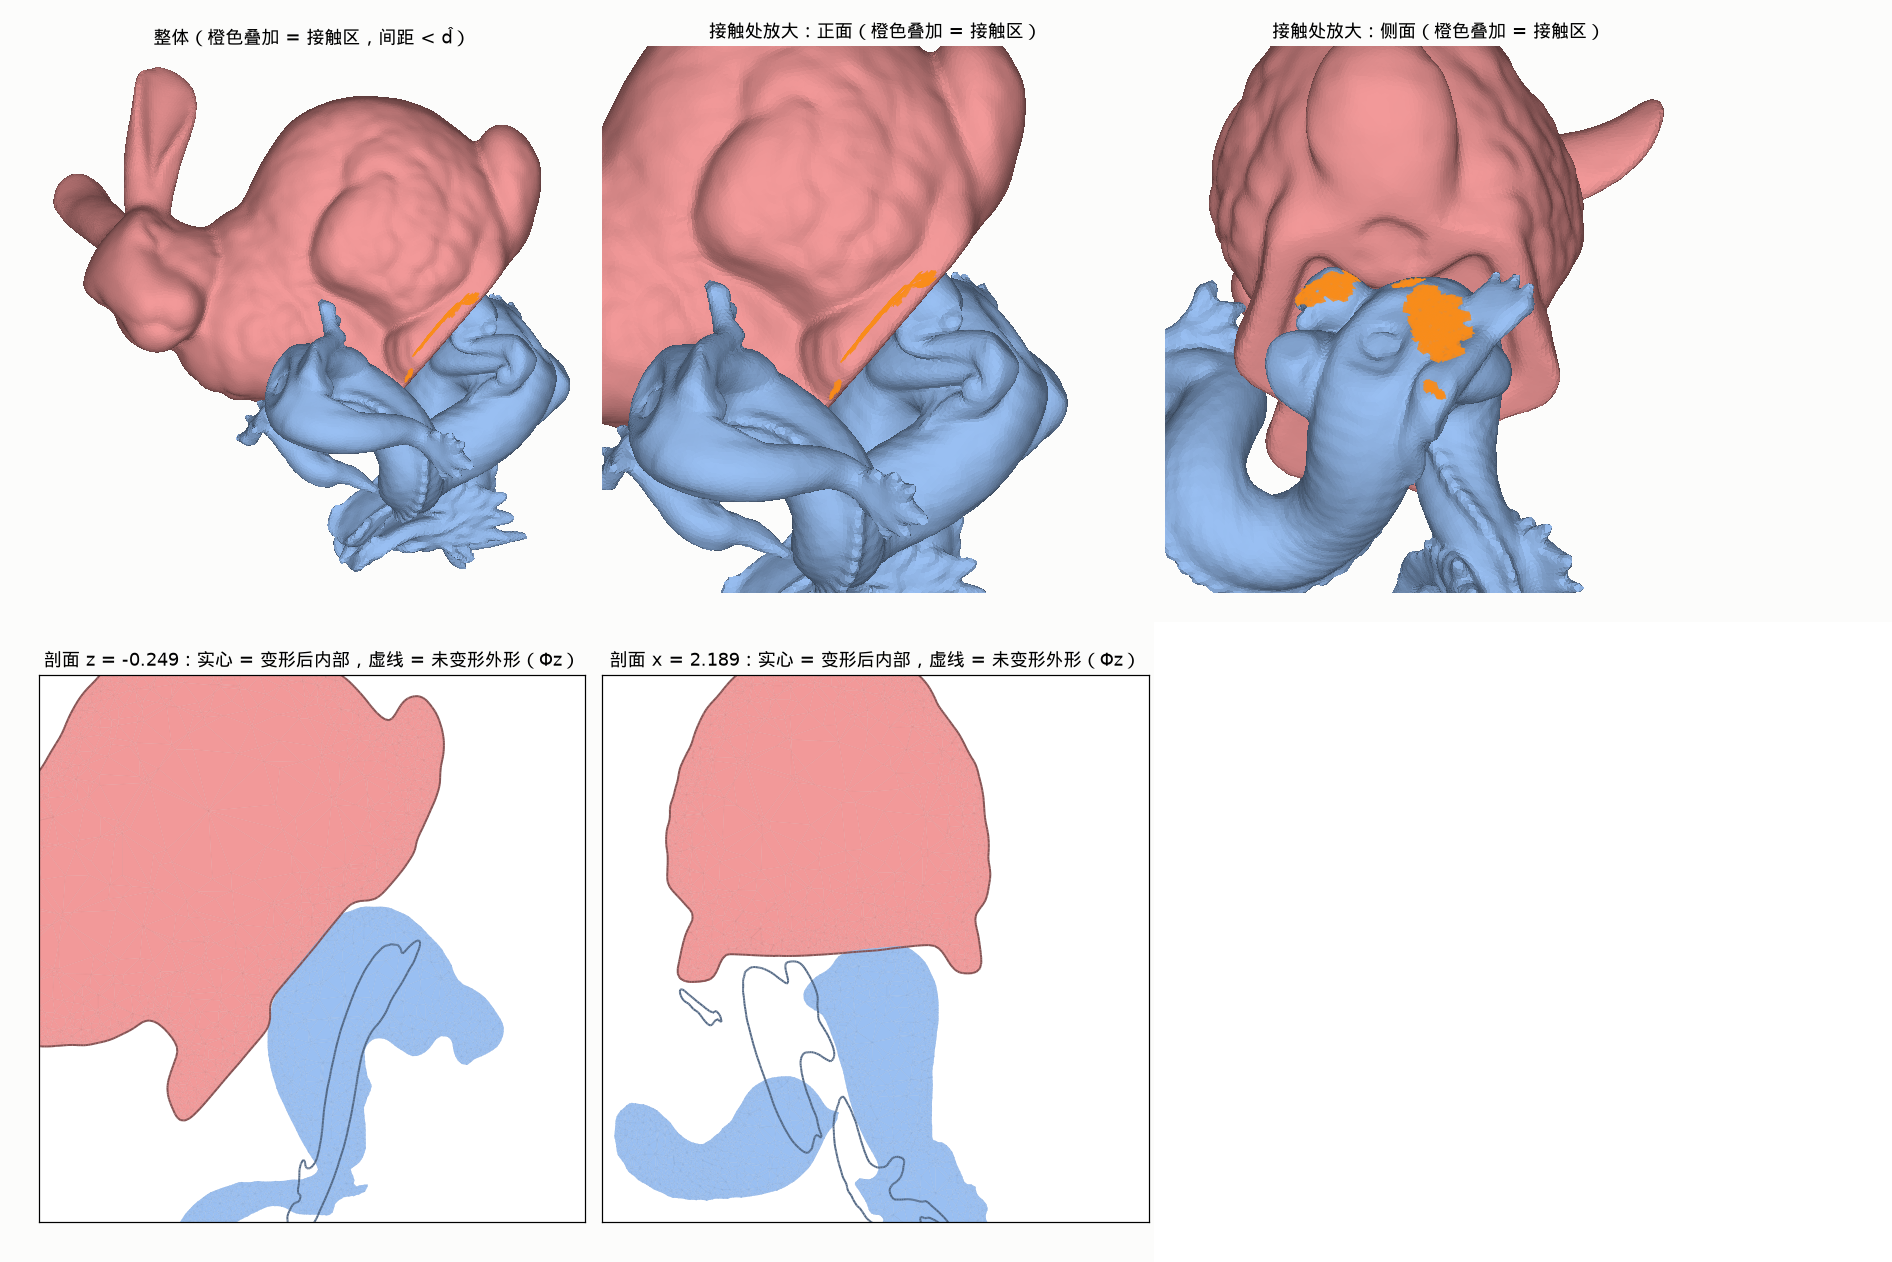 整体（橙色叠加 = 接触区，间距 < d̂）
接触处放大：正面（橙色叠加 = 接触区）
接触处放大：侧面（橙色叠加 = 接触区）
剖面 z = -0.249：实心 = 变形后内部，虚线 = 未变形外形（Φz）
剖面 x = 2.189：实心 = 变形后内部，虚线 = 未变形外形（Φz）